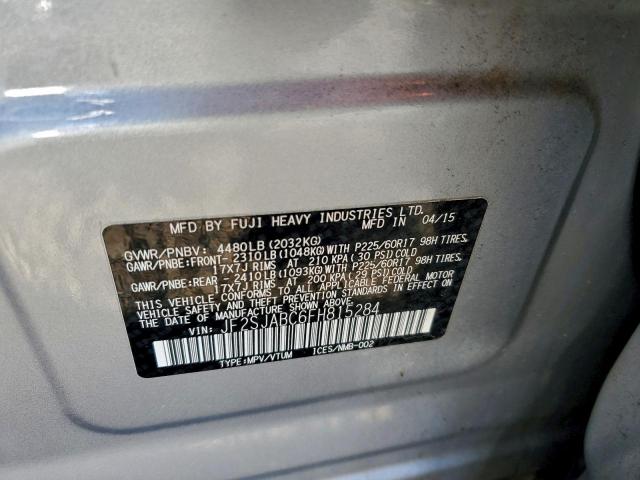 MFD BY FUJI HEAVY INDUSTRIES LTD.
MFD IN 04/15
GVWR/PNBV: 4480LB (2032KG)
GAWR/PNBE:FRONT- 2310LB (1048KG)WITH P225/60R17 98H TIRES,
17X7J RIMS AT 210 KPA (30 PSI) COLD
GAWR/PNBE:REAR - 2410LB (1093KG)WITH P225/60R17 98H TIRES,
17X7J RIMS AT 200 KPA (29 PSI) COLD
THIS VEHICLE CONFORMS TO ALL APPLICABLE FEDERAL MOTOR
VEHICLE SAFETY STANDARDS IN EFFECT ON THE DATE OF
MANUFACTURE SHOWN ABOVE.
VIN: JF2SJABC6FH815284
TYPE:MPV/VTUM ICES/NMB-002